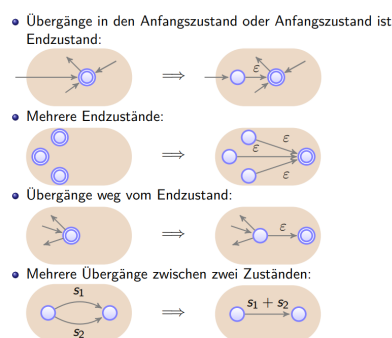 Übergänge in den Anfangszustand oder Anfangszustand ist
Endzustand:
⟹ ε
Mehrere Endzustände:
⟹ ε ε ε
Übergänge weg vom Endzustand:
⟹ ε
Mehrere Übergänge zwischen zwei Zuständen:
s₁ ⟹ s₁ + s₂
s₂